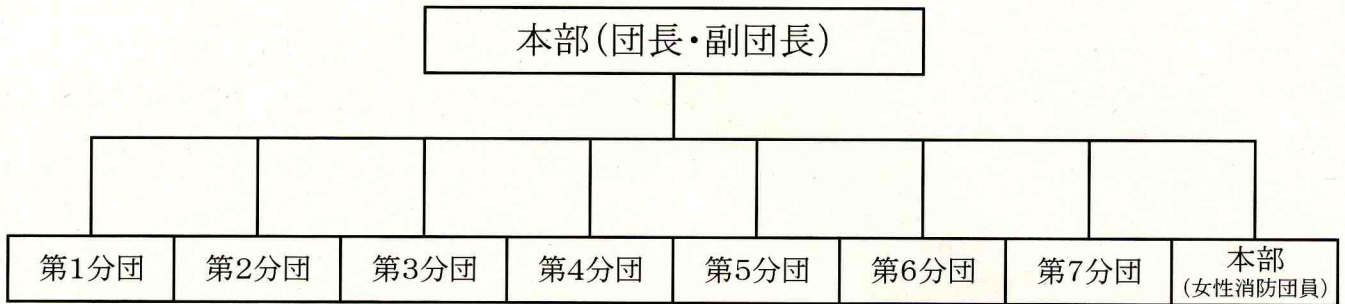 本部(団長・副団長)
第1分団
第2分団
第3分団
第4分団
第5分団
第6分団
第7分団
本部
(女性消防団員)